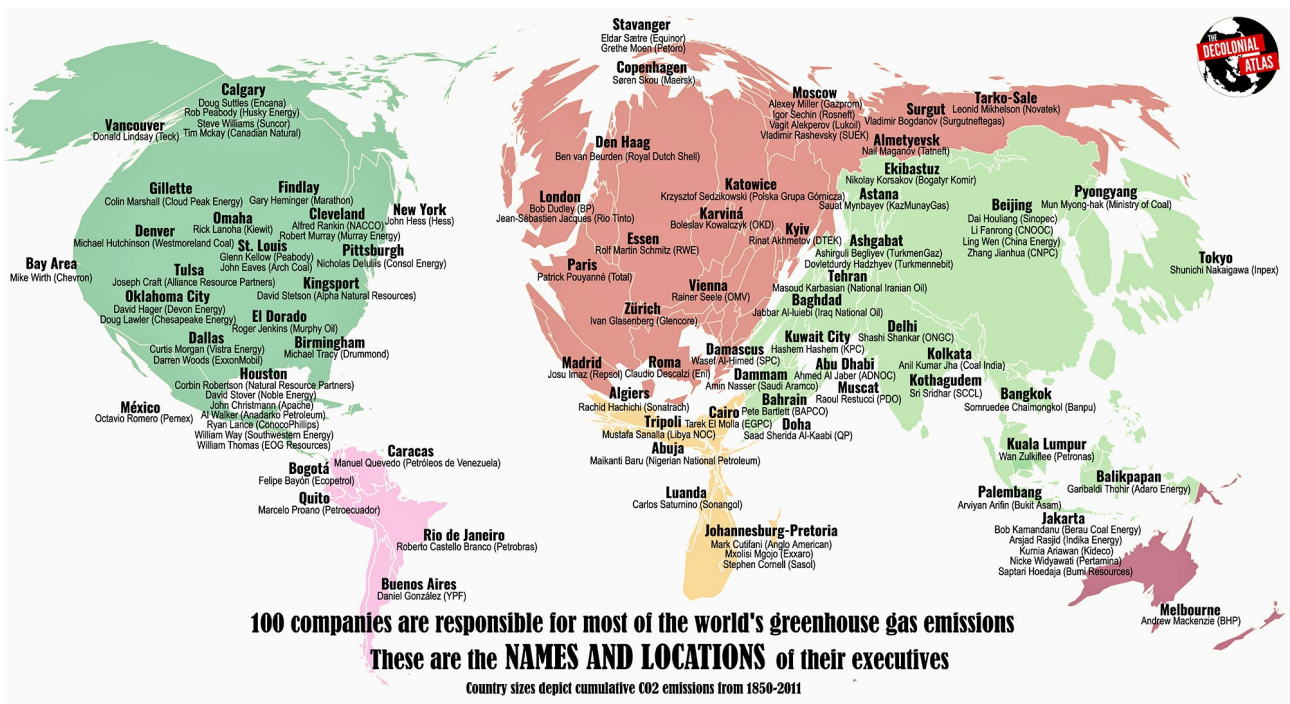 THE
DECOLONIAL
ATLAS
Stavanger
Eldar Sætre (Equinor)
Grethe Moen (Petoro)
Copenhagen
Søren Skou (Maersk)
Calgary
Doug Suttles (Encana)
Rob Peabody (Husky Energy)
Steve Williams (Suncor)
Tim Mckay (Canadian Natural)
Vancouver
Donald Lindsay (Teck)
Gillette
Colin Marshall (Cloud Peak Energy)
Findlay
Gary Heminger (Marathon)
New York
John Hess (Hess)
Omaha
Rick Lanoha (Kiewit)
Cleveland
Alfred Rankin (NACCO)
Robert Murray (Murray Energy)
Denver
Michael Hutchinson (Westmoreland Coal)
St. Louis
Glenn Kellow (Peabody)
John Eaves (Arch Coal)
Pittsburgh
Nicholas Deluliis (Consol Energy)
Bay Area
Mike Wirth (Chevron)
Tulsa
Joseph Craft (Alliance Resource Partners)
Kingsport
David Stetson (Alpha Natural Resources)
Oklahoma City
David Hager (Devon Energy)
Doug Lawler (Chesapeake Energy)
El Dorado
Roger Jenkins (Murphy Oil)
Dallas
Curtis Morgan (Vistra Energy)
Darren Woods (ExxonMobil)
Birmingham
Michael Tracy (Drummond)
Houston
Corbin Robertson (Natural Resource Partners)
David Stover (Noble Energy)
John Christmann (Apache)
Al Walker (Anadarko Petroleum)
Ryan Lance (ConocoPhillips)
William Way (Southwestern Energy)
William Thomas (EOG Resources)
México
Octavio Romero (Pemex)
Caracas
Manuel Quevedo (Petróleos de Venezuela)
Bogotá
Felipe Bayón (Ecopetrol)
Quito
Marcelo Proano (Petroecuador)
Rio de Janeiro
Roberto Castello Branco (Petrobras)
Buenos Aires
Daniel González (YPF)
Den Haag
Ben van Beurden (Royal Dutch Shell)
London
Bob Dudley (BP)
Jean-Sébastien Jacques (Rio Tinto)
Katowice
Krzysztof Sedzikowski (Polska Grupa Górnicza)
Karviná
Boleslav Kowalczyk (OKD)
Kyiv
Rinat Akhmetov (DTEK)
Essen
Rolf Martin Schmitz (RWE)
Paris
Patrick Pouyanné (Total)
Vienna
Rainer Seele (OMV)
Zürich
Ivan Glasenberg (Glencore)
Madrid
Josu Imaz (Repsol)
Roma
Claudio Descalzi (Eni)
Moscow
Alexey Miller (Gazprom)
Igor Sechin (Rosneft)
Vagit Alekperov (Lukoil)
Vladimir Rashevsky (SUEK)
Surgut
Vladimir Bogdanov (Surgutneftegas)
Tarko-Sale
Leonid Mikhelson (Novatek)
Almetyevsk
Nail Maganov (Tatneft)
Ekibastuz
Nikolay Korsakov (Bogatyr Komir)
Astana
Sauat Mynbayev (KazMunayGas)
Beijing
Dai Houliang (Sinopec)
Li Fanrong (CNOOC)
Ling Wen (China Energy)
Zhang Jianhua (CNPC)
Pyongyang
Mun Myong-hak (Ministry of Coal)
Tokyo
Shunichi Nakaigawa (Inpex)
Ashgabat
Ashirguli Begliyev (TurkmenGaz)
Dovletdurdy Hadzhyev (Turkmennebit)
Tehran
Masoud Karbasian (National Iranian Oil)
Baghdad
Jabbar Al-luiebi (Iraq National Oil)
Delhi
Shashi Shankar (ONGC)
Kuwait City
Hashem Hashem (KPC)
Damascus
Wasef Al-Himed (SPC)
Abu Dhabi
Ahmed Al Jaber (ADNOC)
Kolkata
Anil Kumar Jha (Coal India)
Dammam
Amin Nasser (Saudi Aramco)
Muscat
Raoul Restucci (PDO)
Kothagudem
Sri Sridhar (SCCL)
Bangkok
Somruedee Chaimongkol (Banpu)
Bahrain
Pete Bartlett (BAPCO)
Algiers
Rachid Hachichi (Sonatrach)
Cairo
Tarek El Molla (EGPC)
Tripoli
Mustafa Sanalla (Libya NOC)
Doha
Saad Sherida Al-Kaabi (QP)
Abuja
Maikanti Baru (Nigerian National Petroleum)
Luanda
Carlos Saturnino (Sonangol)
Johannesburg-Pretoria
Mark Cutifani (Anglo American)
Mxolisi Mgojo (Exxaro)
Stephen Cornell (Sasol)
Kuala Lumpur
Wan Zulkiflee (Petronas)
Balikpapan
Garibaldi Thohir (Adaro Energy)
Palembang
Arviyan Arifin (Bukit Asam)
Jakarta
Bob Kamandanu (Berau Coal Energy)
Arsjad Rasjid (Indika Energy)
Kurnia Ariawan (Kideco)
Nicke Widyawati (Pertamina)
Saptari Hoedaja (Bumi Resources)
Melbourne
Andrew Mackenzie (BHP)
100 companies are responsible for most of the world's greenhouse gas emissions
These are the NAMES AND LOCATIONS of their executives
Country sizes depict cumulative CO2 emissions from 1850-2011